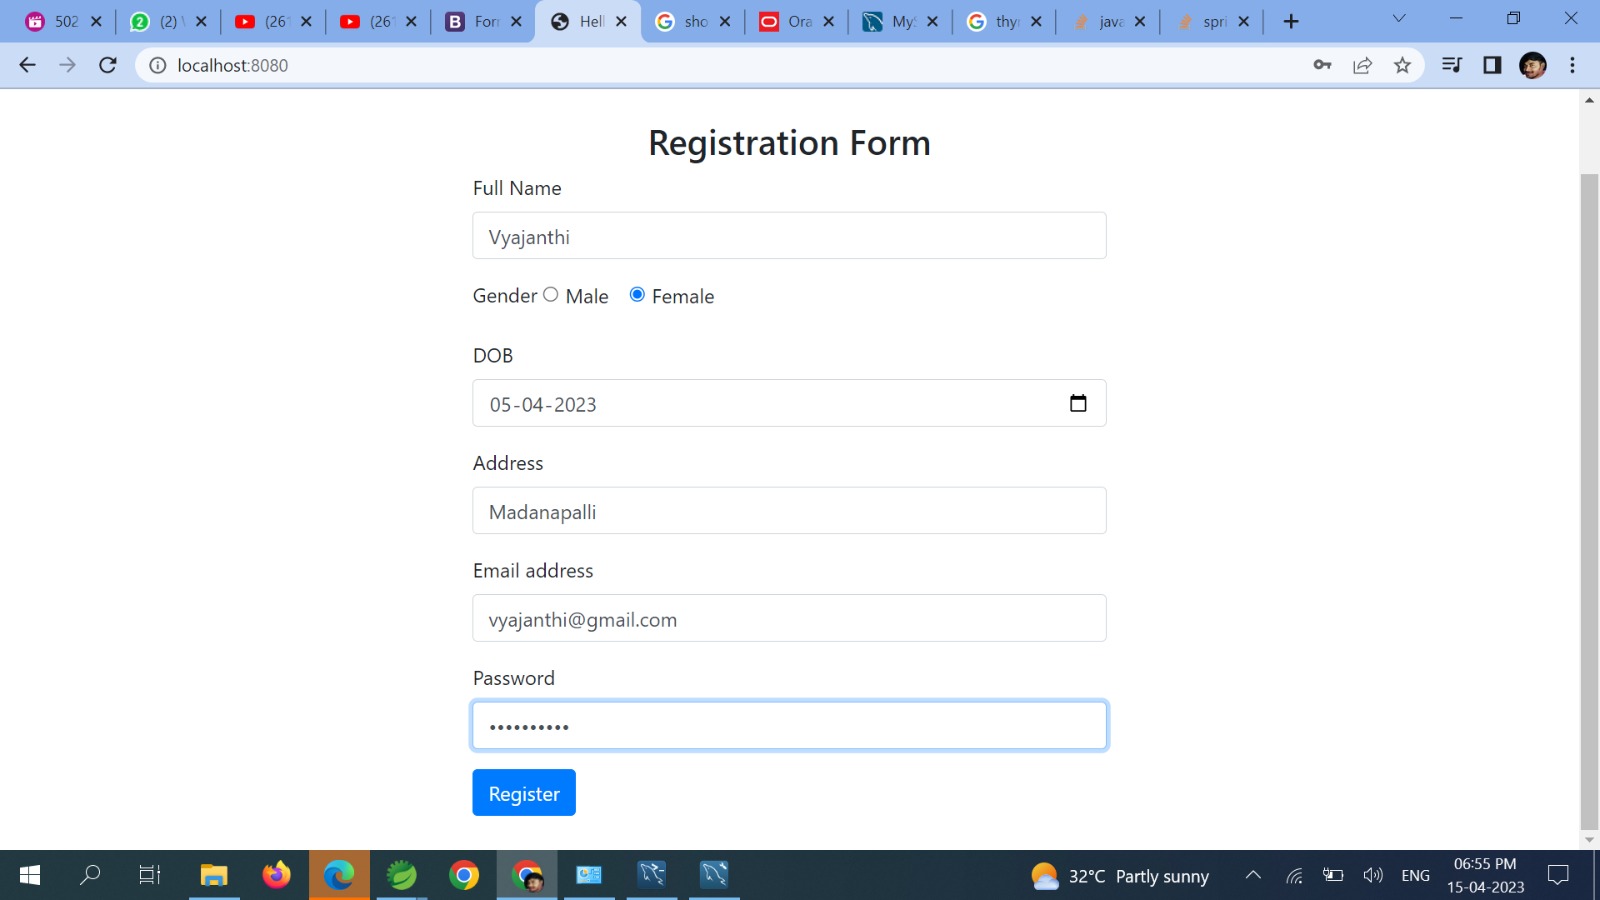 502
(2)
(261
(261
For
Hell
sho
Ora
My
thy
java
spri
localhost:8080
Registration Form
Full Name
Vyajanthi
Gender Male Female
DOB
05-04-2023
Address
Madanapalli
Email address
vyajanthi@gmail.com
Password
••••••••••
Register
32°C Partly sunny
ENG
06:55 PM
15-04-2023